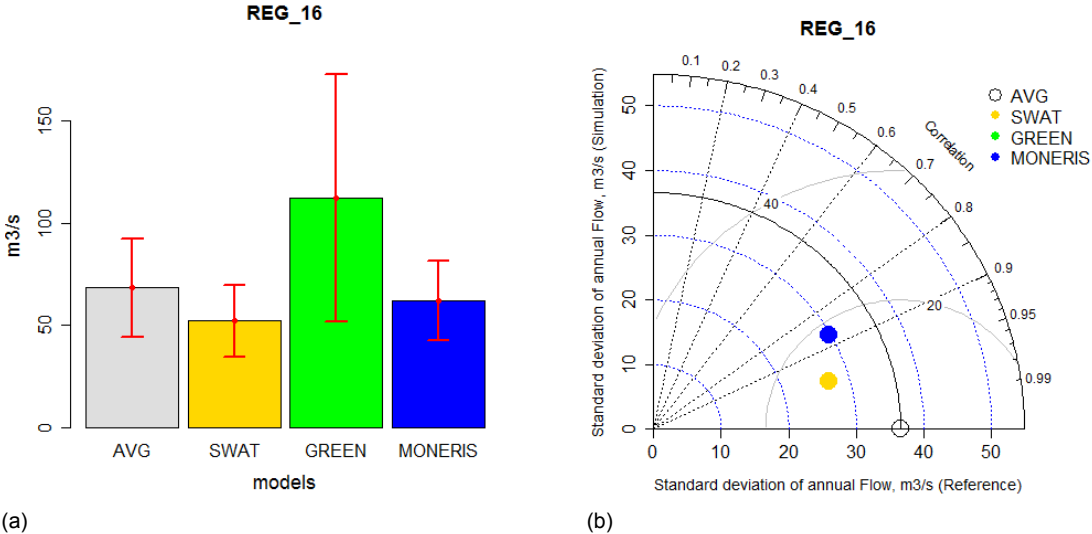 REG_16
m3/s
0
50
100
150
AVG
SWAT
GREEN
MONERIS
models
(a)
REG_16
Standard deviation of annual Flow, m3/s (Simulation)
0
10
20
30
40
50
0.1
0.2
0.3
0.4
0.5
0.6
0.7
0.8
0.9
0.95
0.99
Correlation
40
20
AVG
SWAT
GREEN
MONERIS
0
10
20
30
40
50
Standard deviation of annual Flow, m3/s (Reference)
(b)